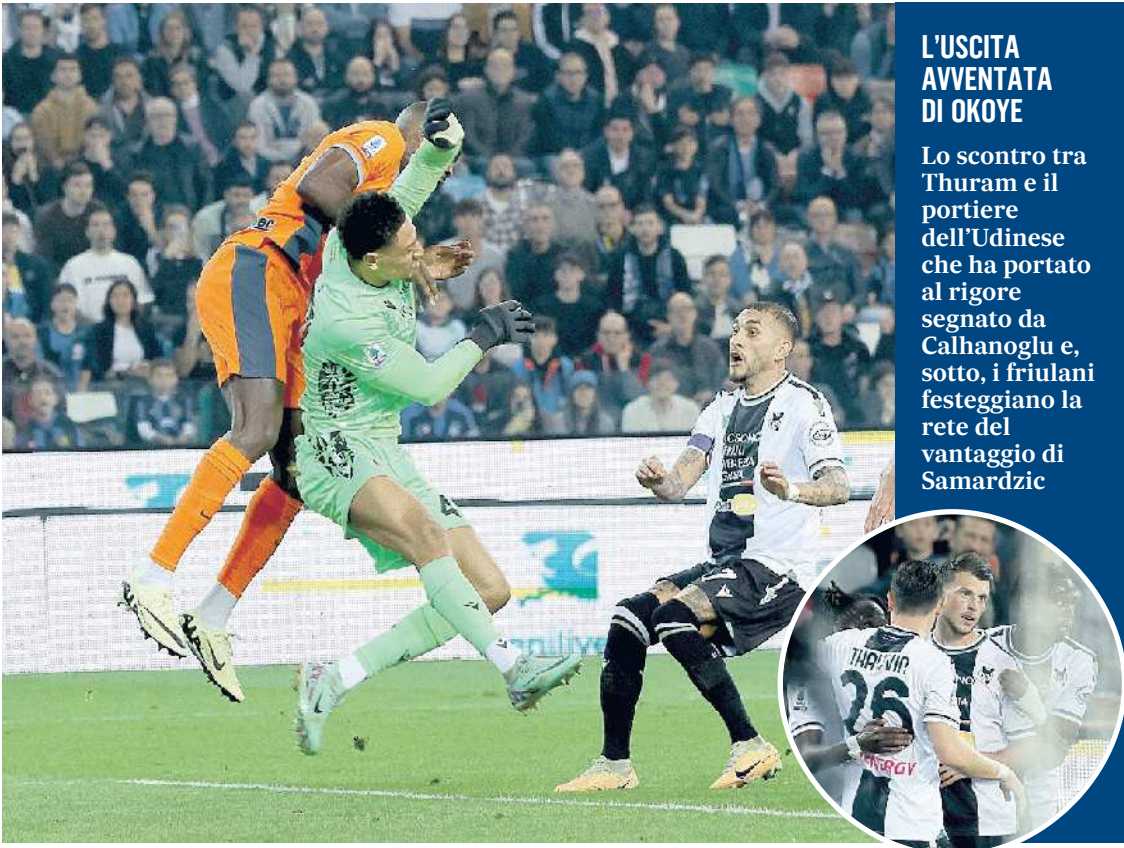 L'USCITA
AVVENTATA
DI OKOYE
Lo scontro tra
Thuram e il
portiere
dell'Udinese
che ha portato
al rigore
segnato da
Calhanoglu e,
sotto, i friulani
festeggiano la
rete del
vantaggio di
Samardzic
THAUVIN
26